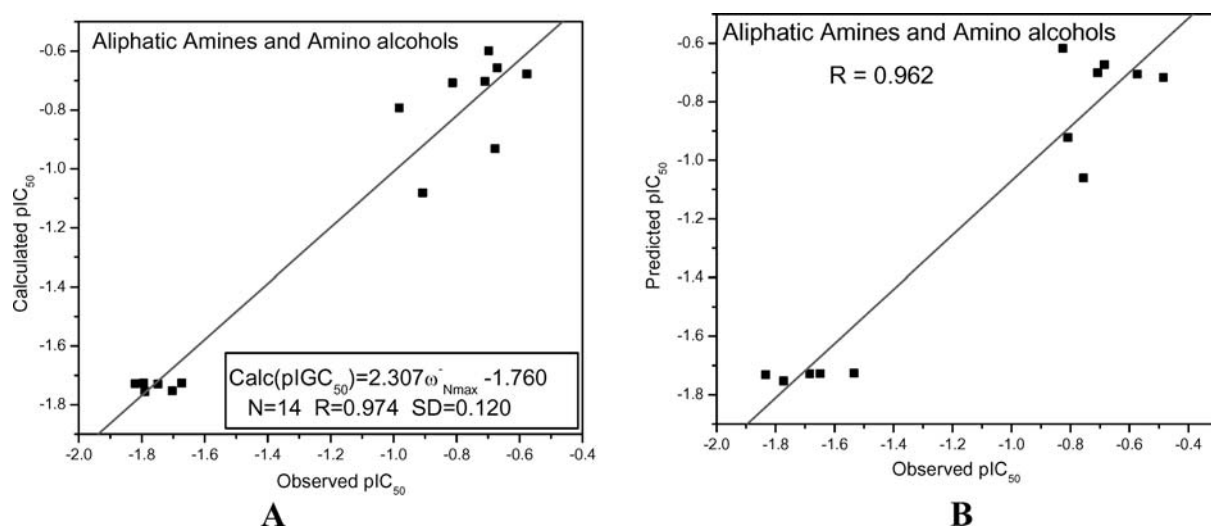 Aliphatic Amines and Amino alcohols
-0.6
-0.8
-1.0
-1.2
-1.4
-1.6
-1.8
Calculated pIC50
Calc(pIGC50)=2.307ω-Nmax -1.760
N=14 R=0.974 SD=0.120
-2.0 -1.8 -1.6 -1.4 -1.2 -1.0 -0.8 -0.6 -0.4
Observed pIC50
A
Aliphatic Amines and Amino alcohols
R = 0.962
-0.6
-0.8
-1.0
-1.2
-1.4
-1.6
-1.8
Predicted pIC50
-2.0 -1.8 -1.6 -1.4 -1.2 -1.0 -0.8 -0.6 -0.4
Observed pIC50
B